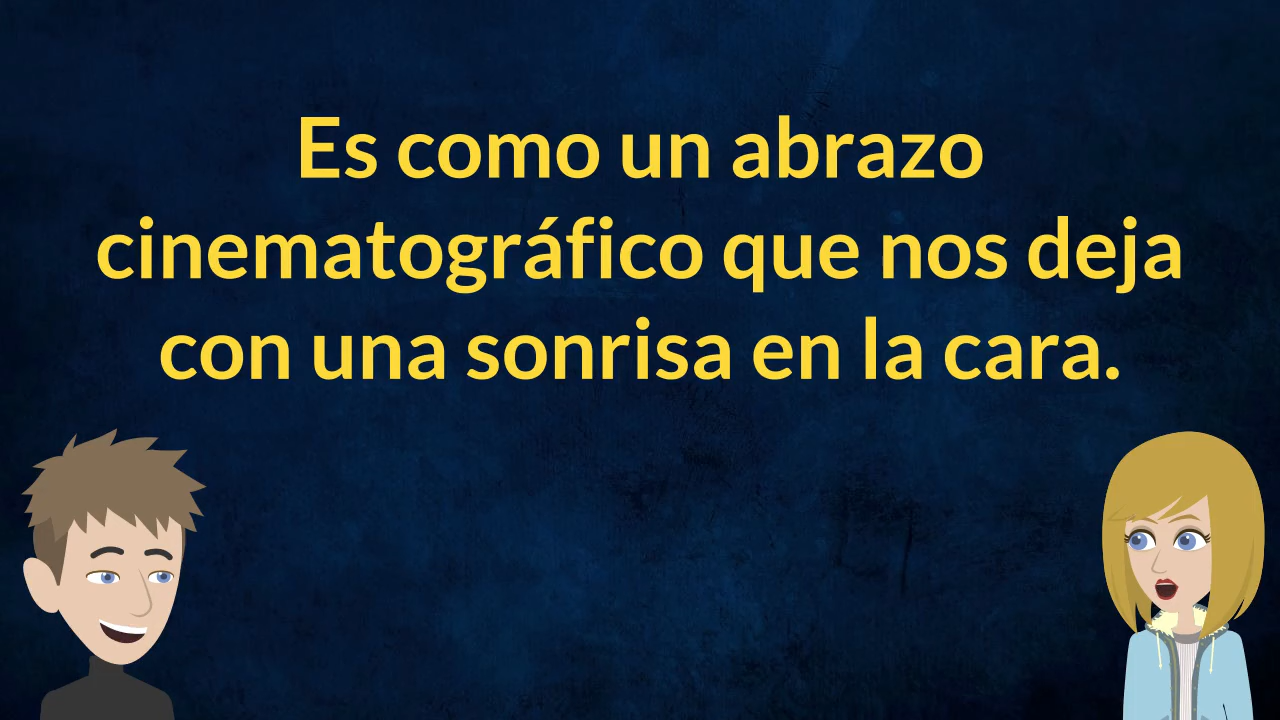 Es como un abrazo
cinematográfico que nos deja
con una sonrisa en la cara.